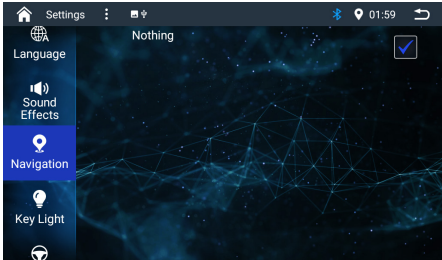 Settings
01:59
Language
Nothing
Sound
Effects
Navigation
Key Light